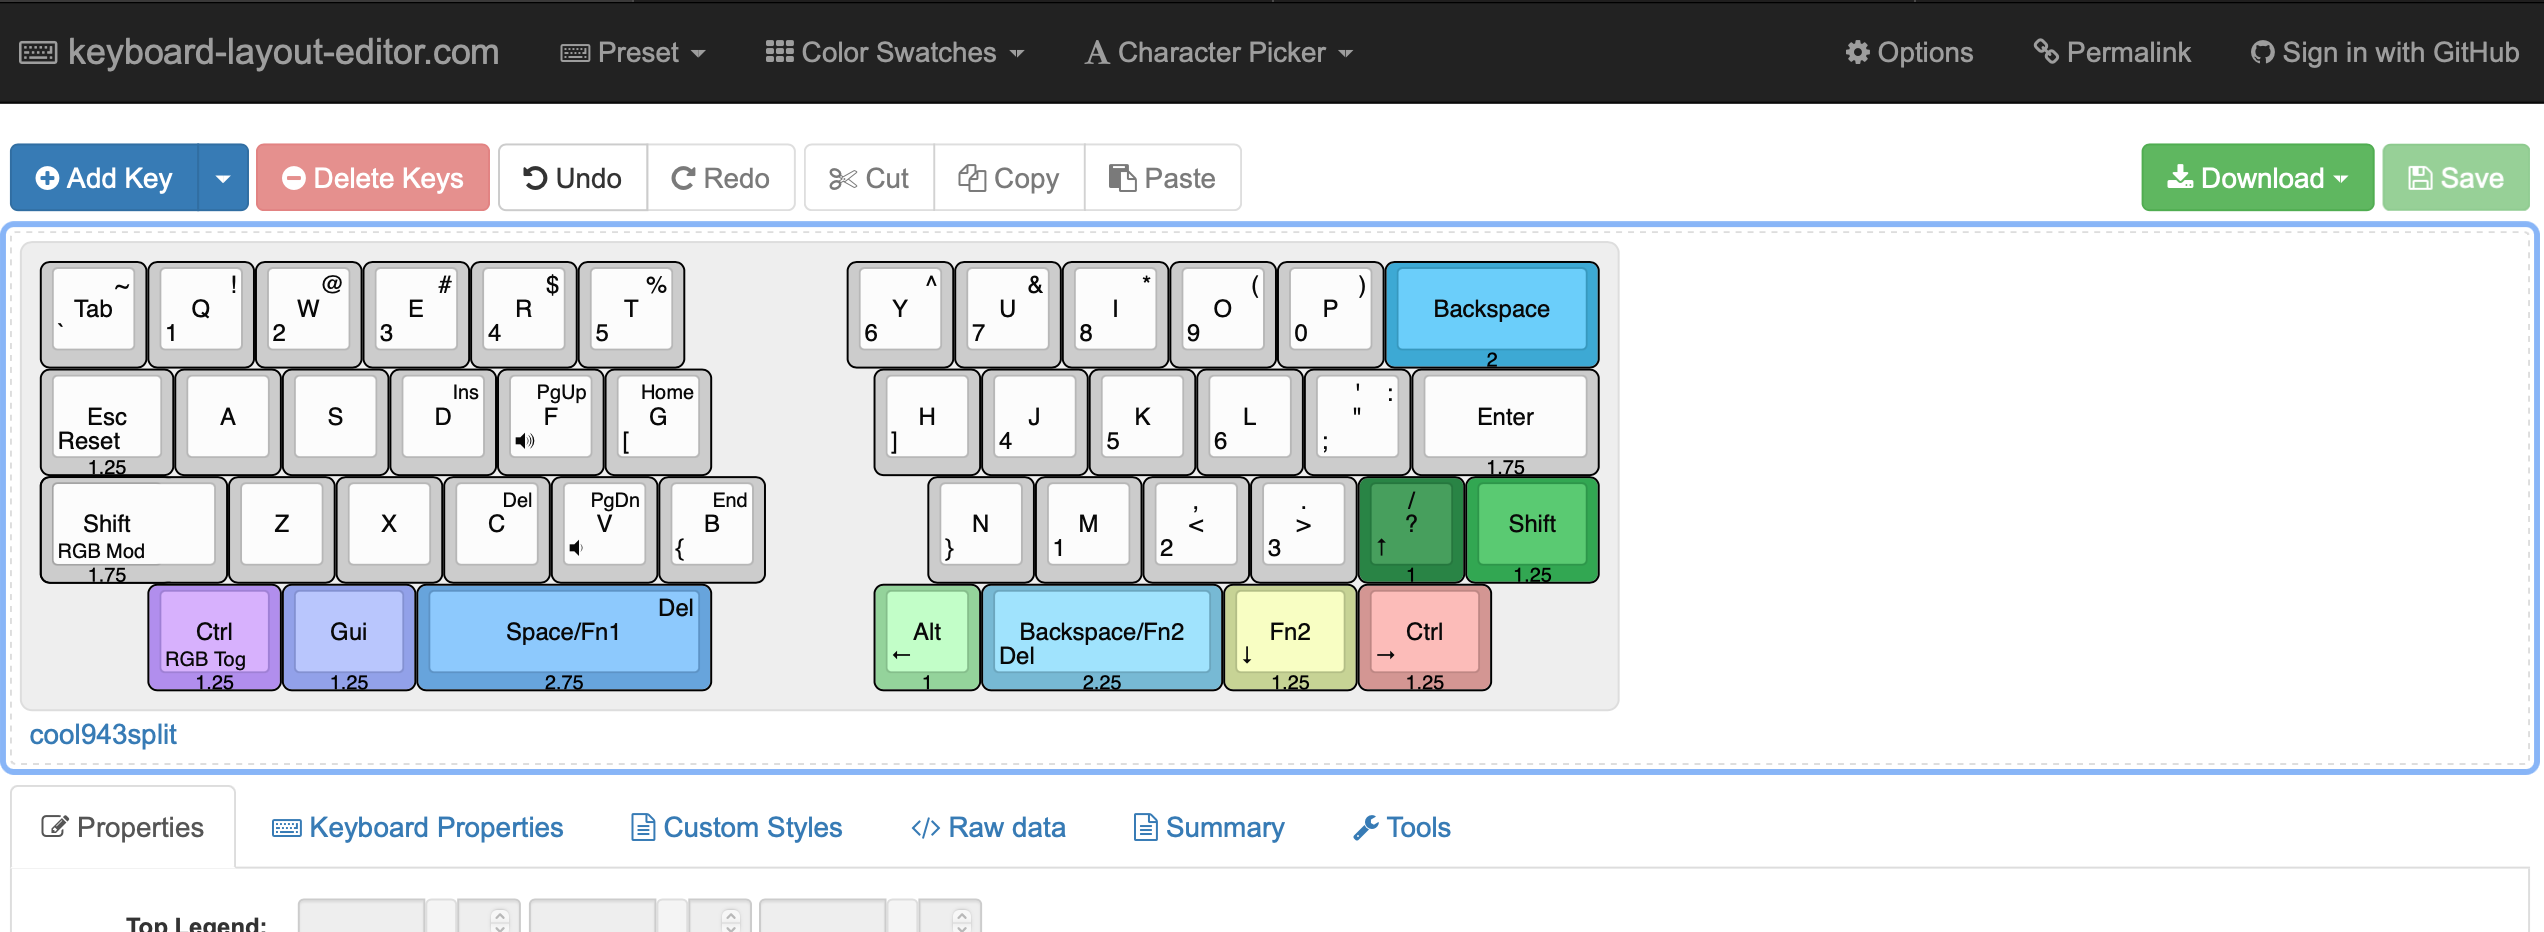 keyboard-layout-editor.com Preset Color Swatches Character Picker Options Permalink Sign in with GitHub
Add Key Delete Keys Undo Redo Cut Copy Paste Download Save
~ ! @ # $ % ^ & * ( )
Tab Q W E R T Y U I O P Backspace
` 1 2 3 4 5 6 7 8 9 0
2
Ins PgUp Home ' :
Esc A S D F G H J K L " Enter
Reset [ ] 4 5 6 ;
1.25 1.75
Del PgDn End , . /
Shift Z X C V B N M < > ? Shift
RGB Mod { } 1 2 3 ↑
1.75 1 1.25
Del
Ctrl Gui Space/Fn1 Alt Backspace/Fn2 Fn2 Ctrl
RGB Tog ← Del ↓ →
1.25 1.25 2.75 1 2.25 1.25 1.25
cool943split
Properties Keyboard Properties </> Custom Styles Raw data Summary Tools
Top Legend: